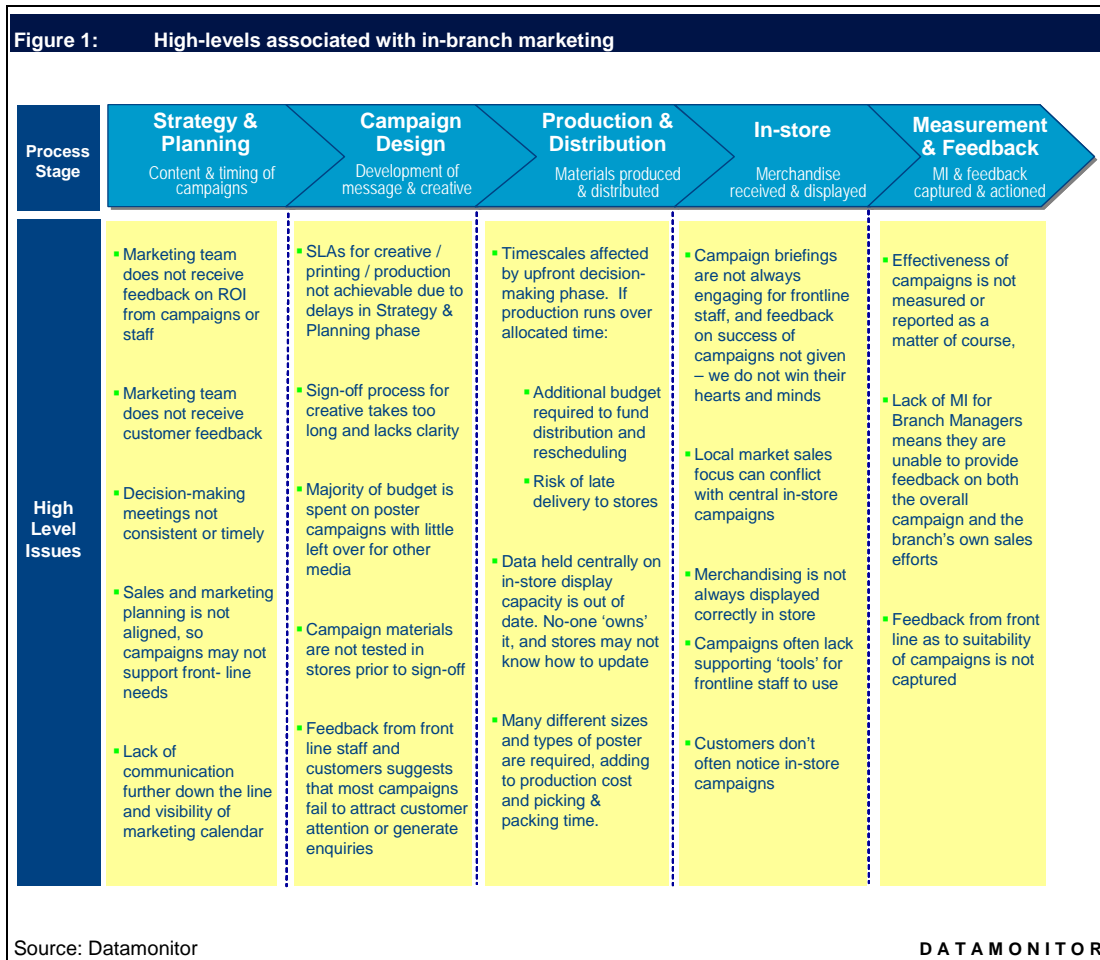 Figure 1: High-levels associated with in-branch marketing
Process
Stage
Strategy &
Planning
Content & timing of
campaigns
Campaign
Design
Development of
message & creative
Production &
Distribution
Materials produced
& distributed
In-store
Merchandise
received & displayed
Measurement
& Feedback
MI & feedback
captured & actioned
High
Level
Issues
Marketing team
does not receive
feedback on ROI
from campaigns or
staff
Marketing team
does not receive
customer feedback
Decision-making
meetings not
consistent or timely
Sales and marketing
planning is not
aligned, so
campaigns may not
support front- line
needs
Lack of
communication
further down the line
and visibility of
marketing calendar
SLAs for creative /
printing / production
not achievable due to
delays in Strategy &
Planning phase
Sign-off process for
creative takes too
long and lacks clarity
Majority of budget is
spent on poster
campaigns with little
left over for other
media
Campaign materials
are not tested in
stores prior to sign-off
Feedback from front
line staff and
customers suggests
that most campaigns
fail to attract customer
attention or generate
enquiries
Timescales affected
by upfront decision-
making phase.  If
production runs over
allocated time:
Additional budget
required to fund
distribution and
rescheduling
Risk of late
delivery to stores
Data held centrally on
in-store display
capacity is out of
date. No-one ‘owns’
it, and stores may not
know how to update
Many different sizes
and types of poster
are required, adding
to production cost
and picking &
packing time.
Campaign briefings
are not always
engaging for frontline
staff, and feedback
on success of
campaigns not given
– we do not win their
hearts and minds
Local market sales
focus can conflict
with central in-store
campaigns
Merchandising is not
always displayed
correctly in store
Campaigns often lack
supporting ‘tools’ for
frontline staff to use
Customers don’t
often notice in-store
campaigns
Effectiveness of
campaigns is not
measured or
reported as a
matter of course,
Lack of MI for
Branch Managers
means they are
unable to provide
feedback on both
the overall
campaign and the
branch’s own sales
efforts
Feedback from front
line as to suitability
of campaigns is not
captured
Source: Datamonitor
DATAMONITOR